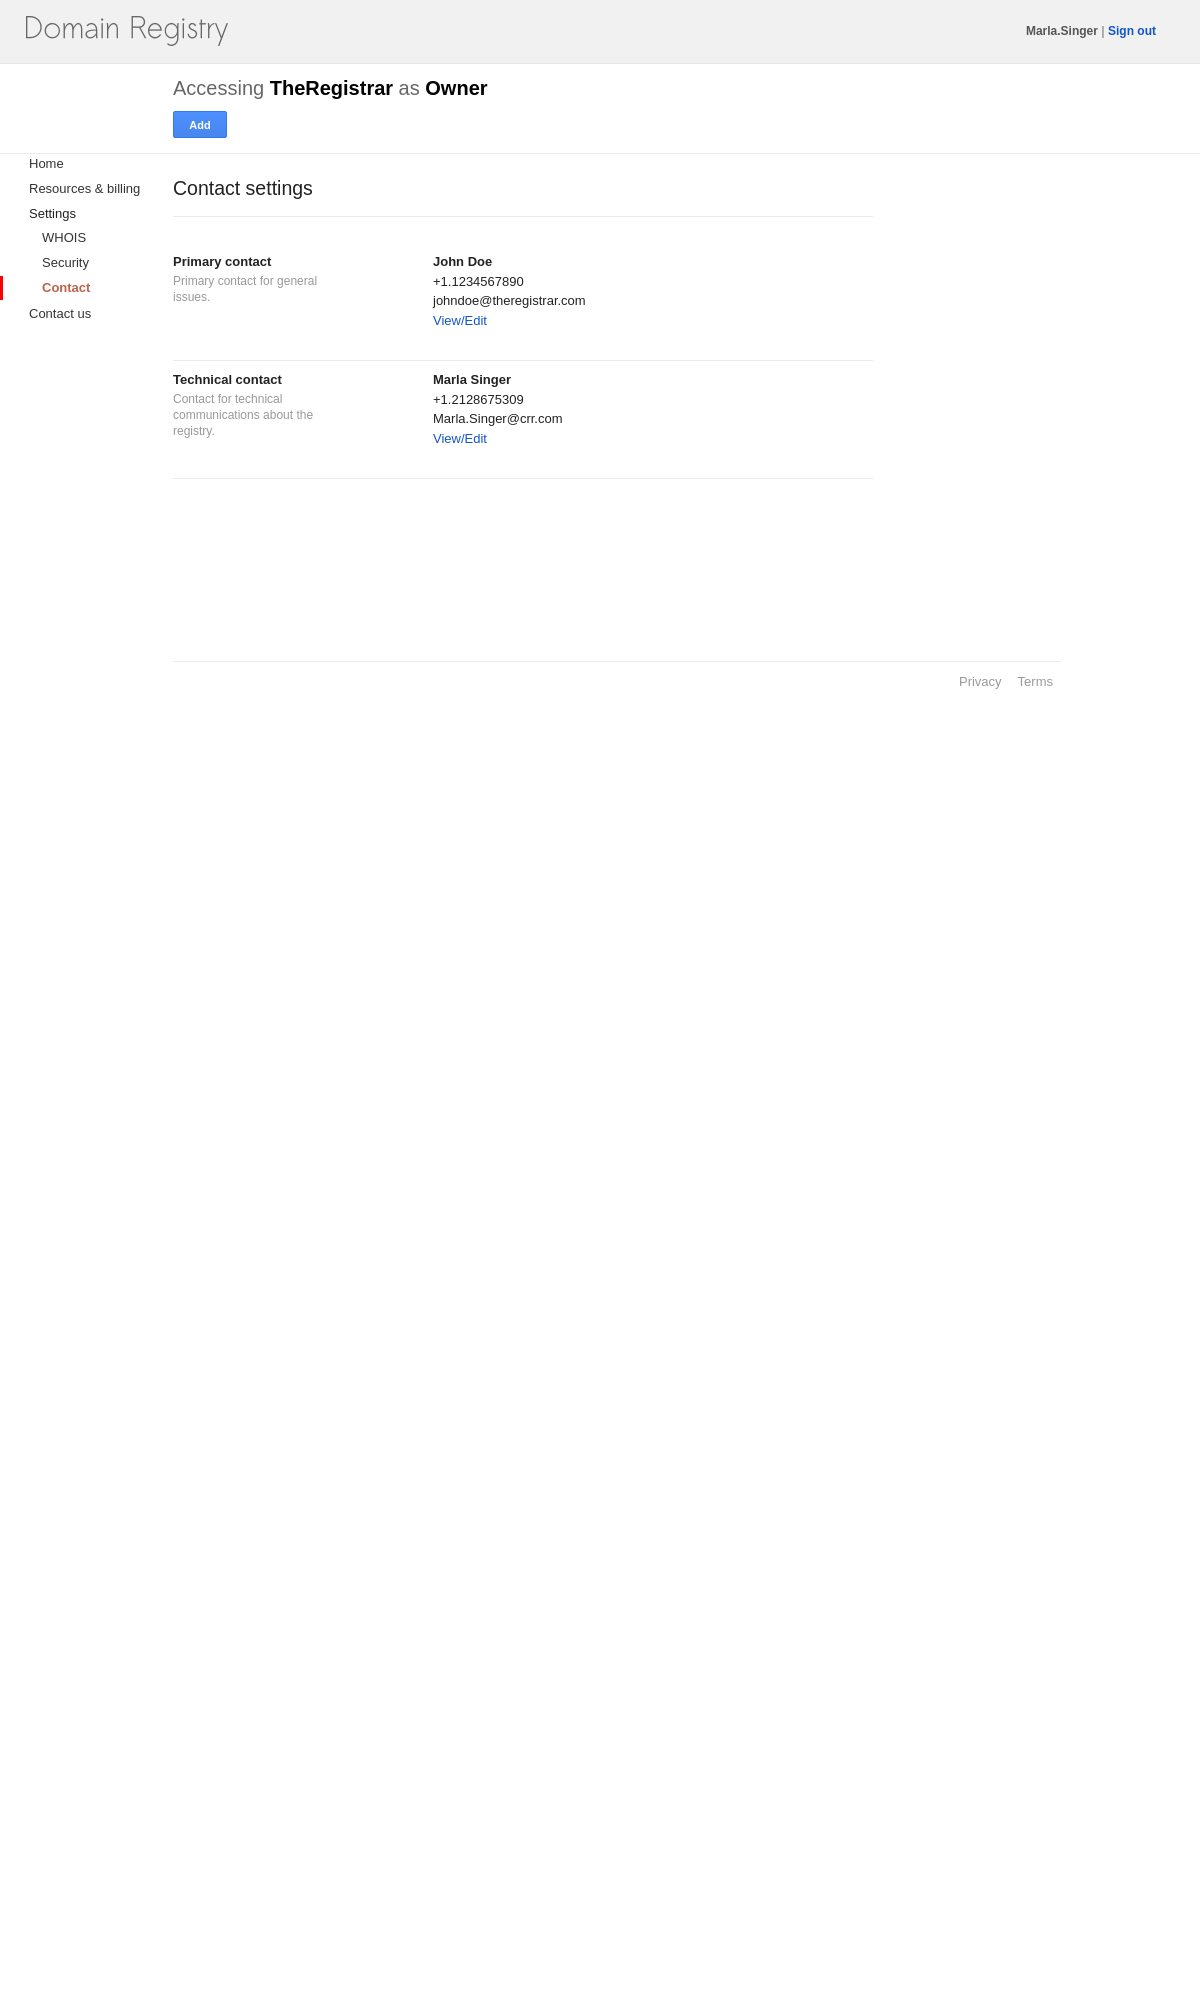 Domain Registry
Marla.Singer | Sign out
Accessing TheRegistrar as Owner
Add
Home
Resources & billing
Settings
WHOIS
Security
Contact
Contact us
Contact settings
Primary contact
Primary contact for general
issues.
John Doe
+1.1234567890
johndoe@theregistrar.com
View/Edit
Technical contact
Contact for technical
communications about the
registry.
Marla Singer
+1.2128675309
Marla.Singer@crr.com
View/Edit
Privacy Terms